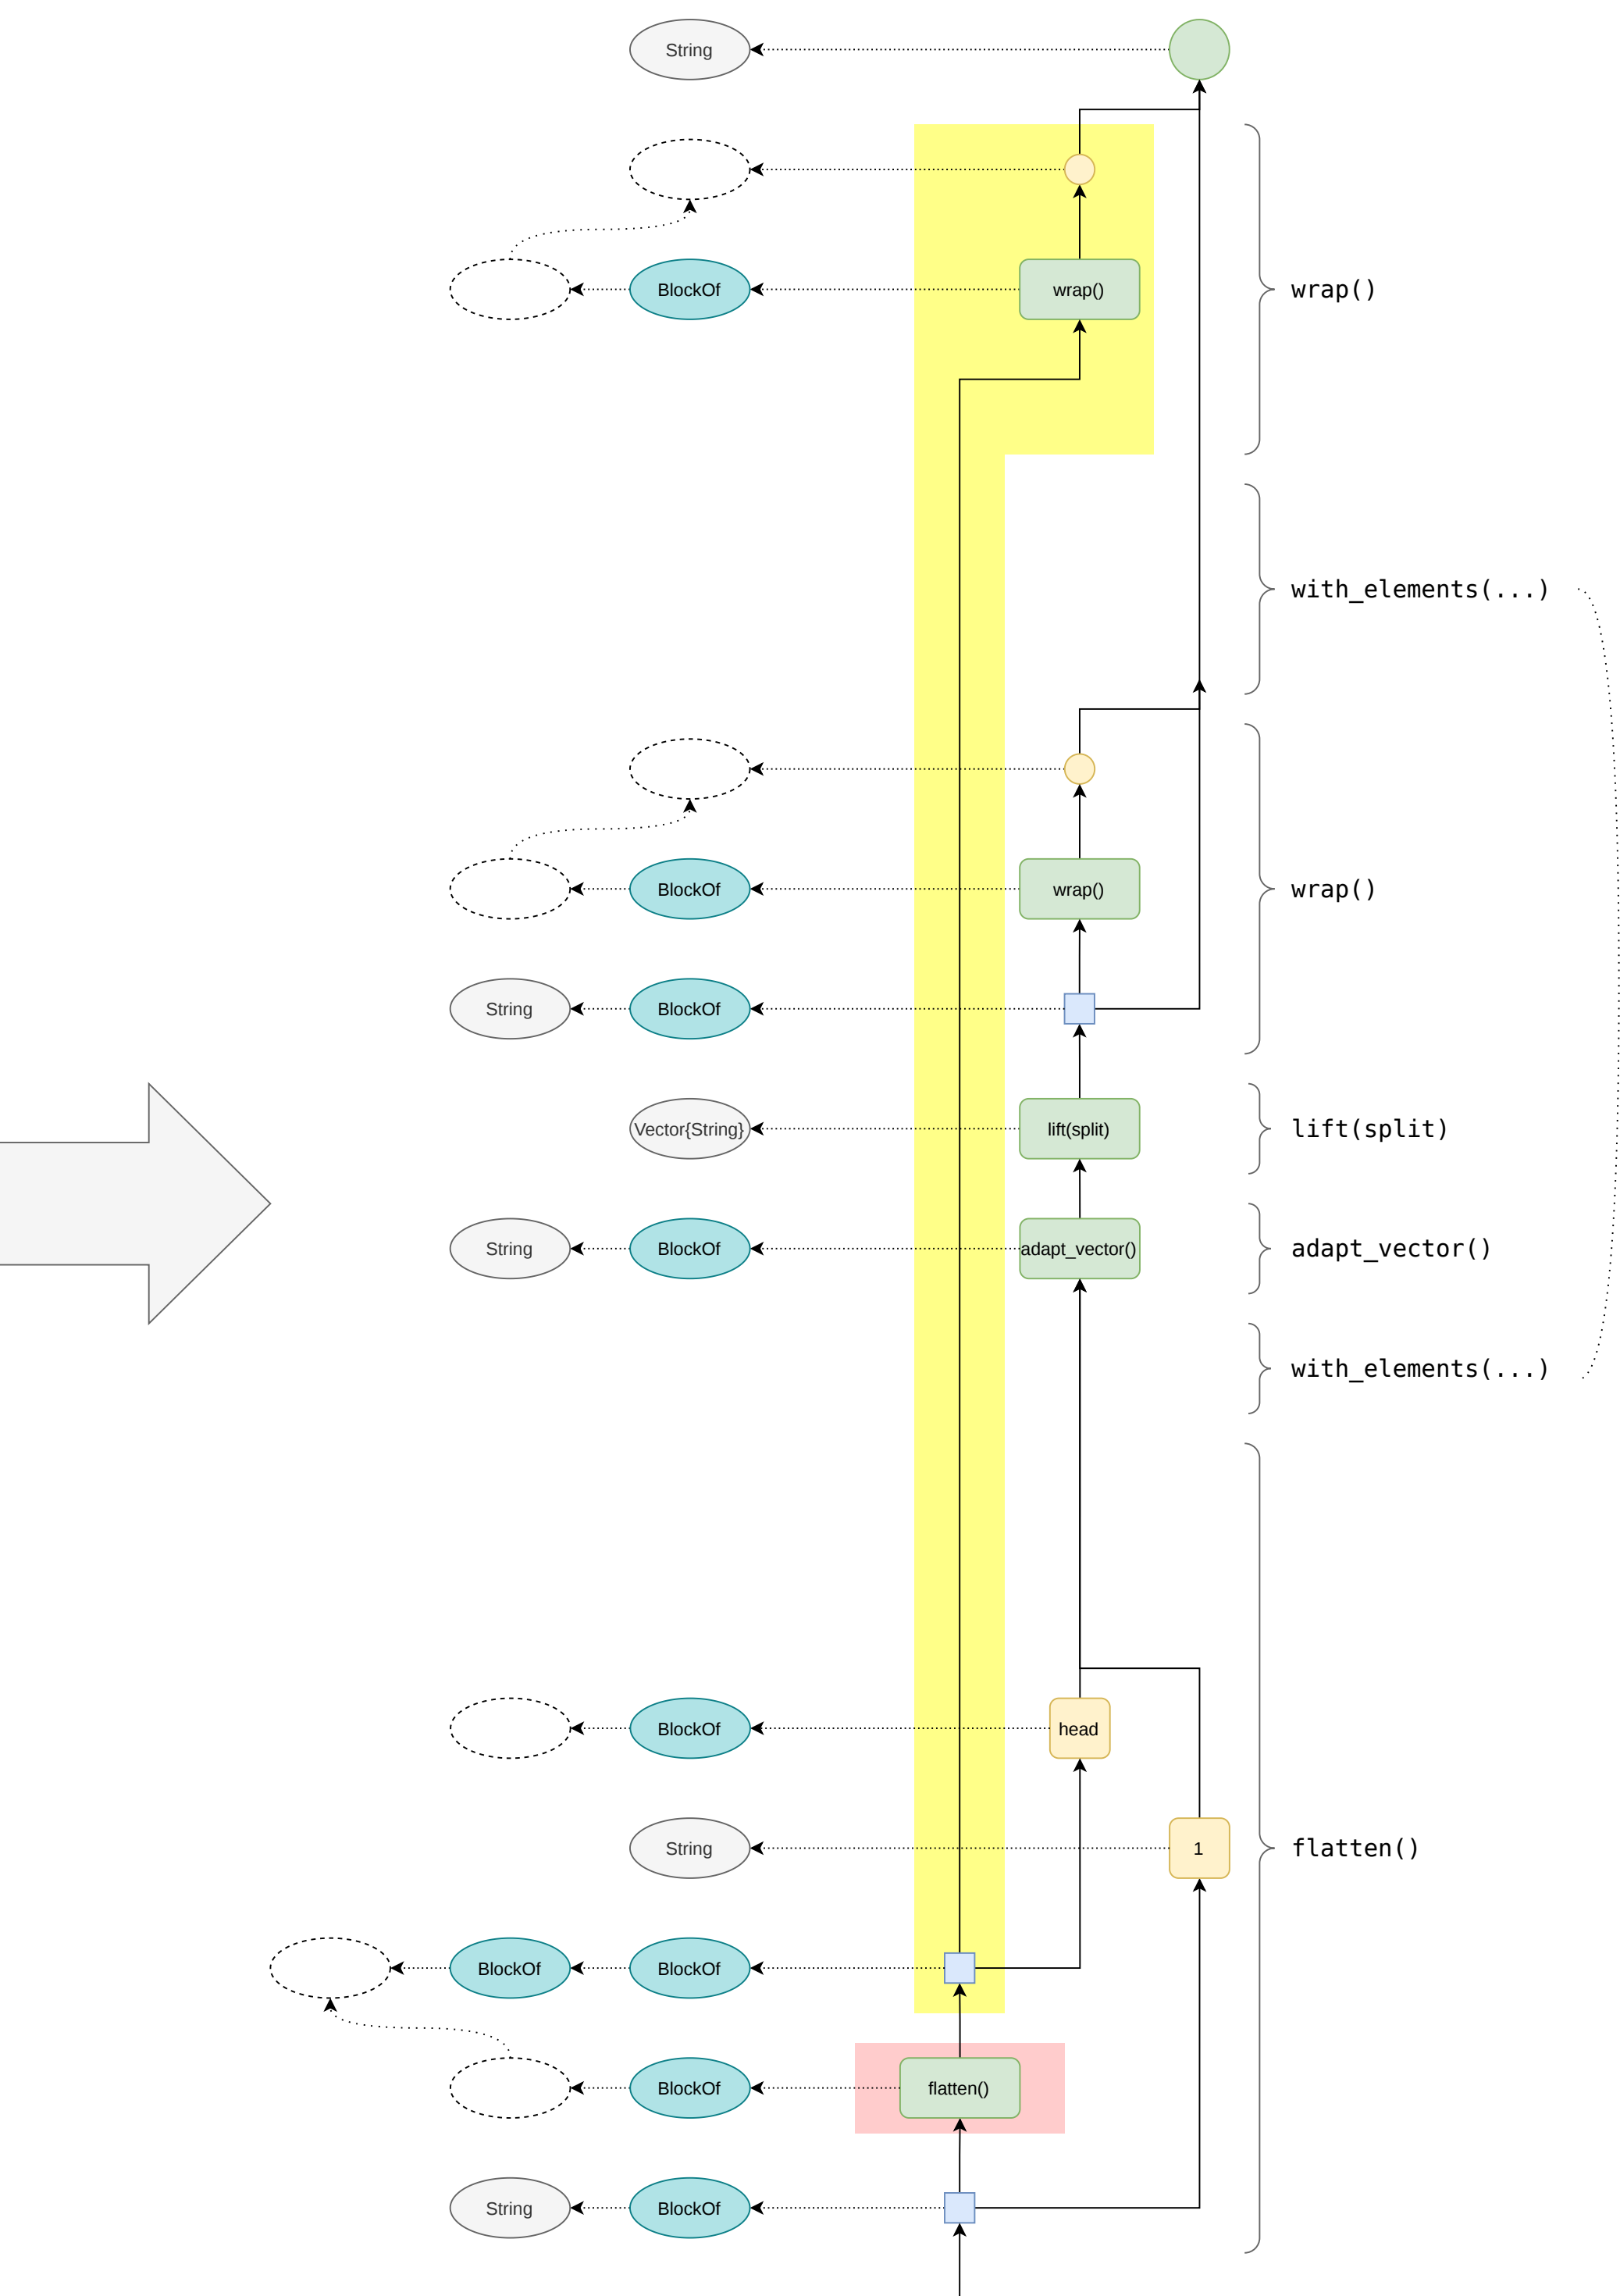 String
BlockOf
wrap()
wrap()
with_elements(...)
BlockOf
wrap()
wrap()
String
BlockOf
Vector{String}
lift(split)
lift(split)
String
BlockOf
adapt_vector()
adapt_vector()
with_elements(...)
BlockOf
head
String
1
flatten()
BlockOf
BlockOf
BlockOf
flatten()
String
BlockOf